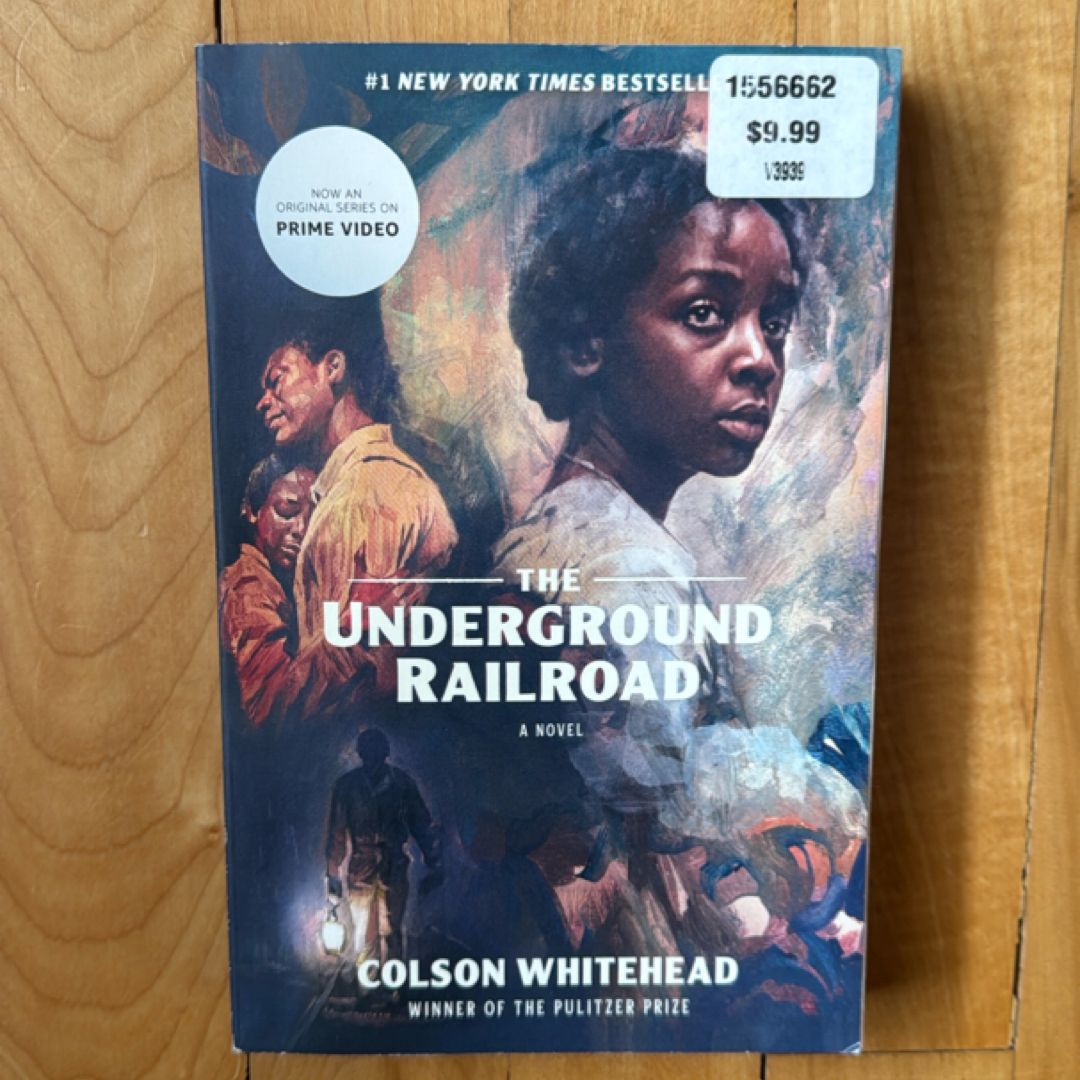 #1 NEW YORK TIMES BESTSELL
1556662
$9.99
V3939
NOW AN
ORIGINAL SERIES ON
PRIME VIDEO
THE
UNDERGROUND
RAILROAD
A NOVEL
COLSON WHITEHEAD
WINNER OF THE PULITZER PRIZE